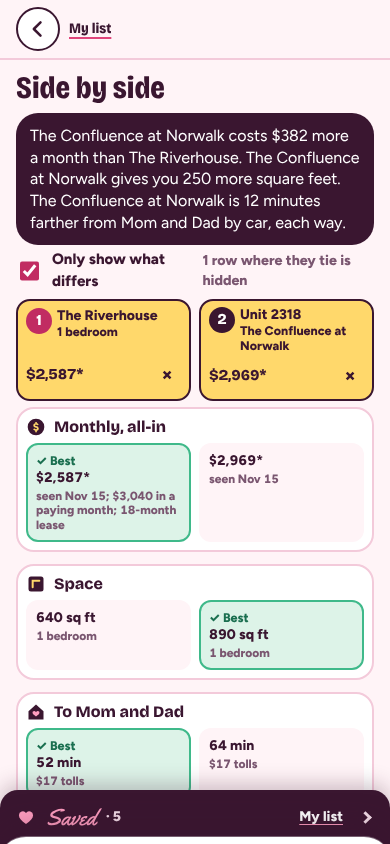 My list
Side by side
The Confluence at Norwalk costs $382 more
a month than The Riverhouse. The Confluence
at Norwalk gives you 250 more square feet.
The Confluence at Norwalk is 12 minutes
farther from Mom and Dad by car, each way.
Only show what
differs
1 row where they tie is
hidden
1
The Riverhouse
1 bedroom
$2,587*
×
2
Unit 2318
The Confluence at
Norwalk
$2,969*
×
Monthly, all-in
✓ Best
$2,587*
seen Nov 15; $3,040 in a
paying month; 18-month
lease
$2,969*
seen Nov 15
Space
640 sq ft
1 bedroom
✓ Best
890 sq ft
1 bedroom
To Mom and Dad
✓ Best
52 min
$17 tolls
64 min
$17 tolls
Saved · 5
My list